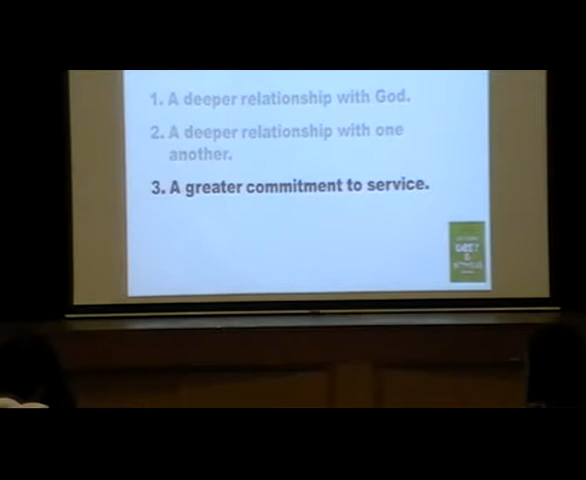 1. A deeper relationship with God.
2. A deeper relationship with one
another.
3. A greater commitment to service.